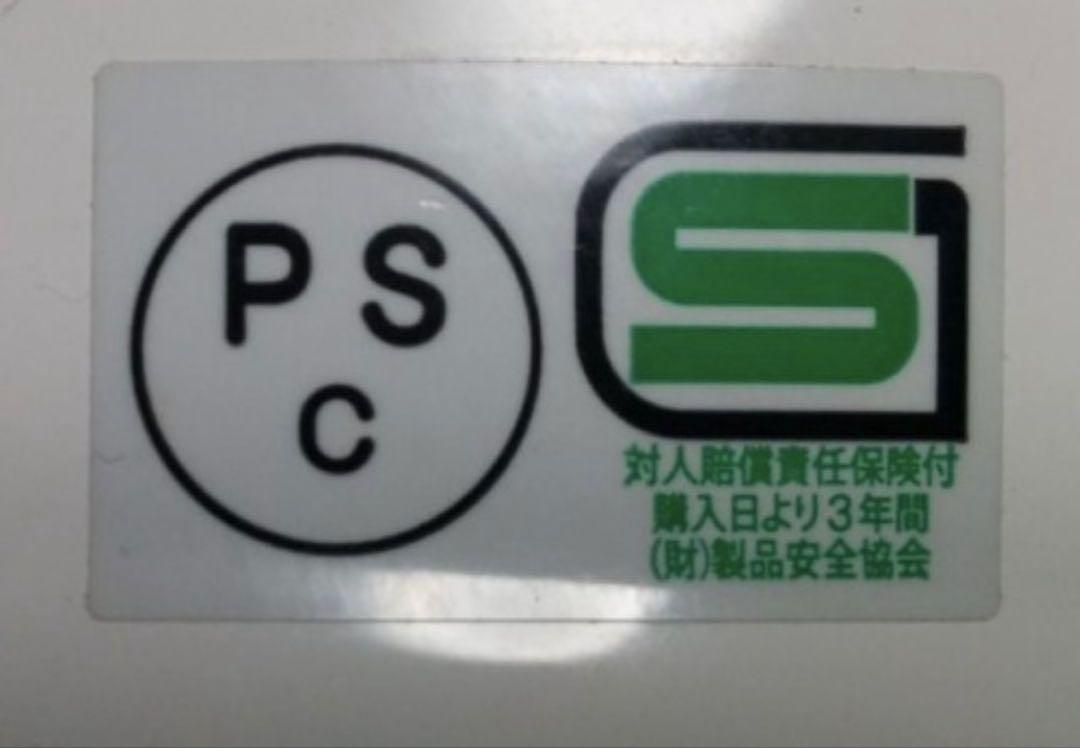 PS
C
SG
対人賠償責任保険付
購入日より3年間
(財)製品安全協会